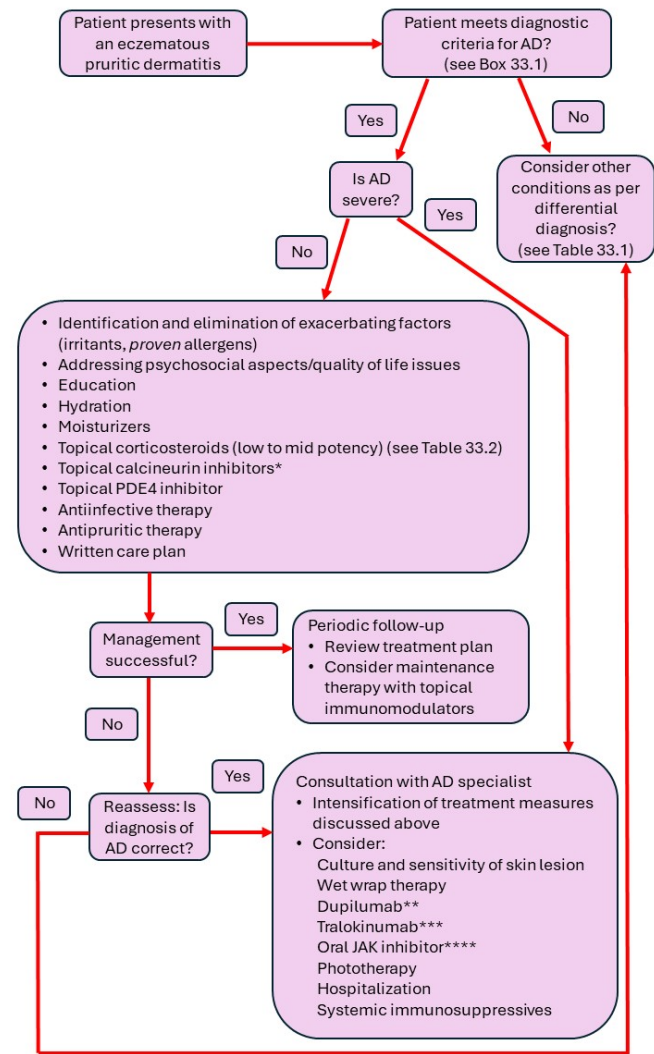 Patient presents with
an eczematous
pruritic dermatitis
Patient meets diagnostic
criteria for AD?
(see Box 33.1)
Yes
No
Is AD
severe?
Yes
No
Consider other
conditions as per
differential
diagnosis?
(see Table 33.1)
• Identification and elimination of exacerbating factors
(irritants, proven allergens)
• Addressing psychosocial aspects/quality of life issues
• Education
• Hydration
• Moisturizers
• Topical corticosteroids (low to mid potency) (see Table 33.2)
• Topical calcineurin inhibitors*
• Topical PDE4 inhibitor
• Antiinfective therapy
• Antipruritic therapy
• Written care plan
Management
successful?
Yes
Periodic follow-up
• Review treatment plan
• Consider maintenance
therapy with topical
immunomodulators
No
No
Reassess: Is
diagnosis of
AD correct?
Yes
Consultation with AD specialist
• Intensification of treatment measures
discussed above
• Consider:
Culture and sensitivity of skin lesion
Wet wrap therapy
Dupilumab**
Tralokinumab***
Oral JAK inhibitor****
Phototherapy
Hospitalization
Systemic immunosuppressives